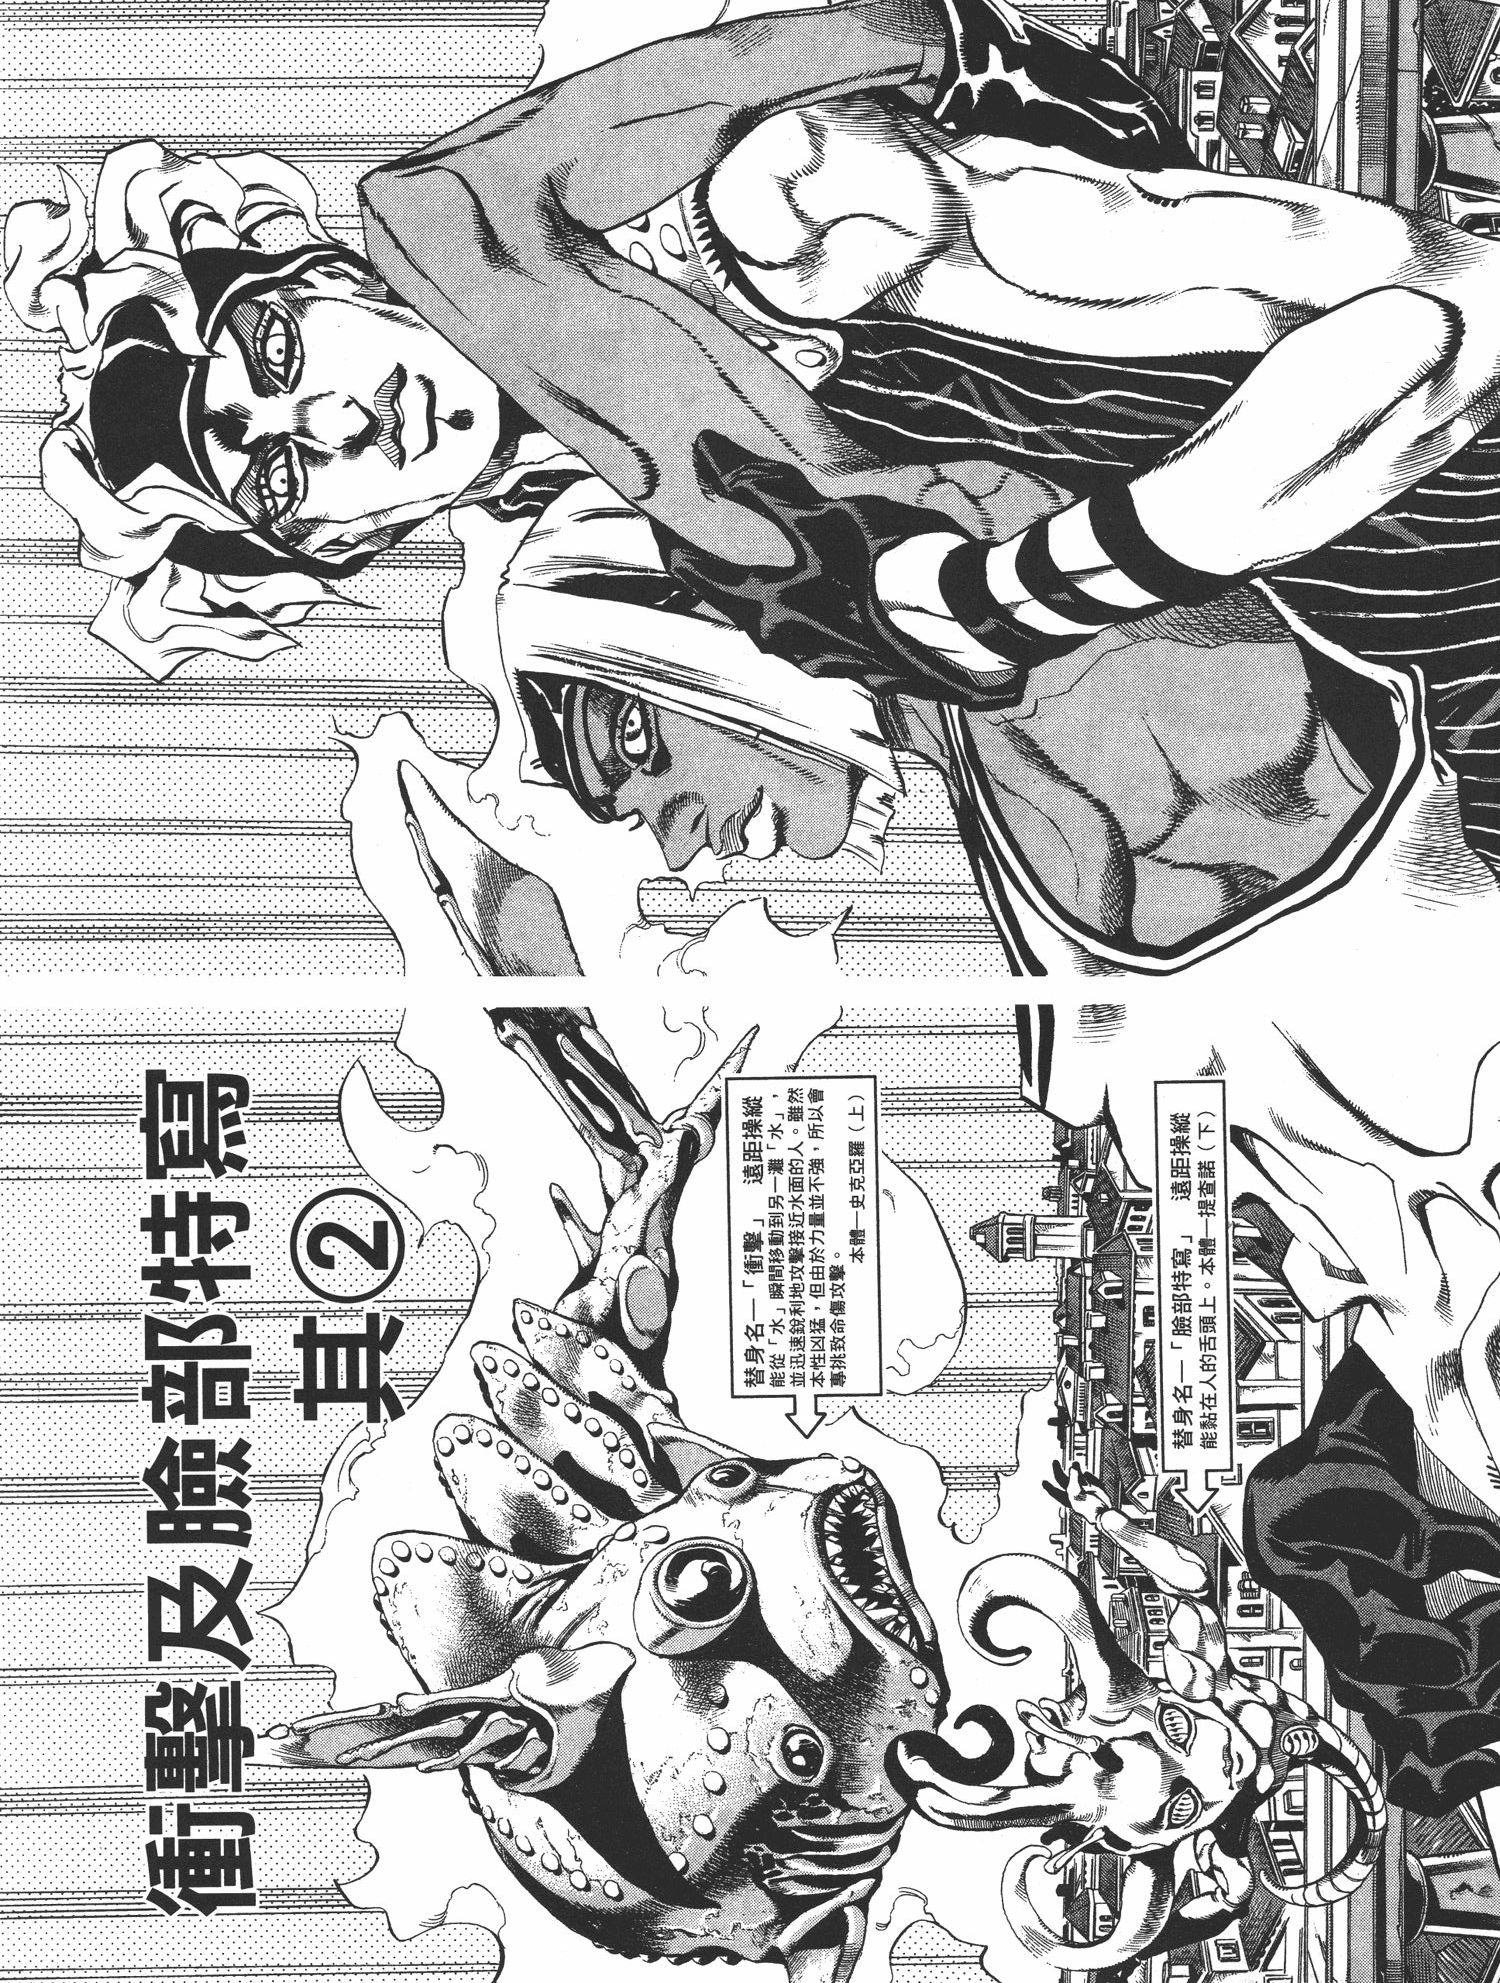 衝擊及臉部特寫
其②
替身名—「衝擊」　遠距操縱
能從「水」瞬間移動到另一灘「水」，
並迅速銳利地攻擊接近水面的人。雖然
本性凶猛，但由於力量並不強，所以會
專挑致命傷攻擊。
本體—史克亞羅（上）
替身名—「臉部特寫」　遠距操縱
能黏在人的舌頭上。本體—提查諾（下）